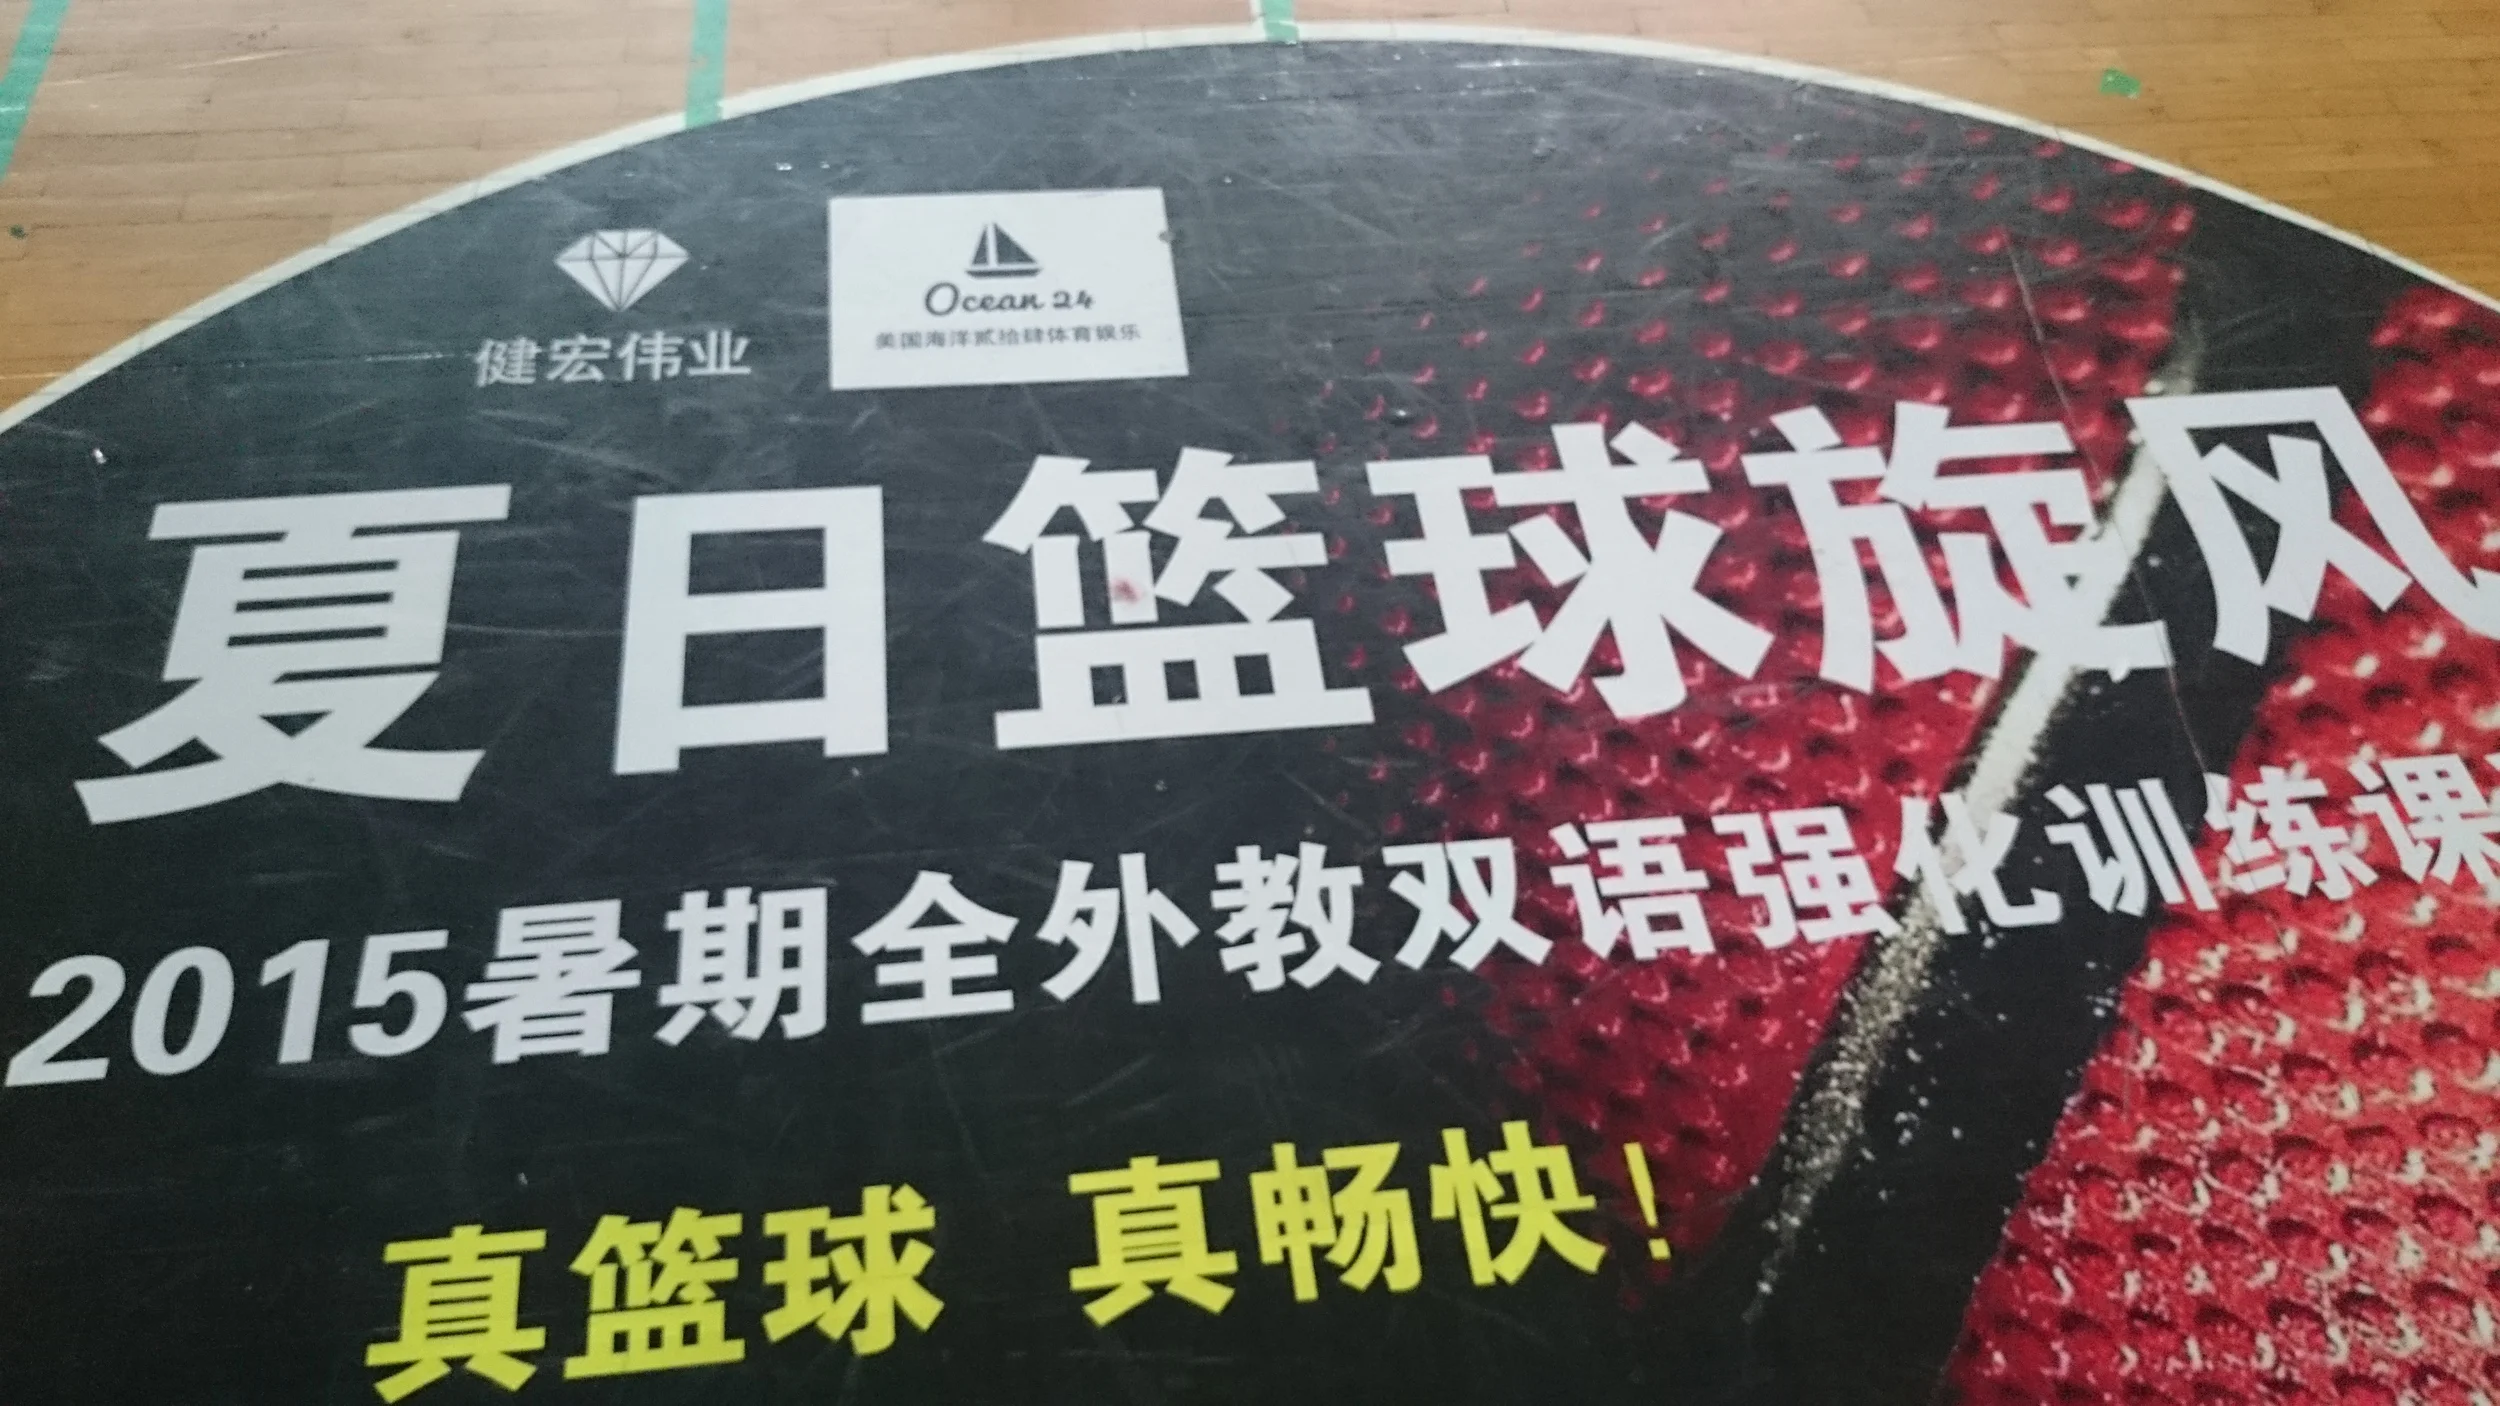 健宏伟业
Ocean 24
美国海洋贰拾肆体育娱乐
夏日篮球旋风
2015暑期全外教双语强化训练课
真篮球 真畅快!